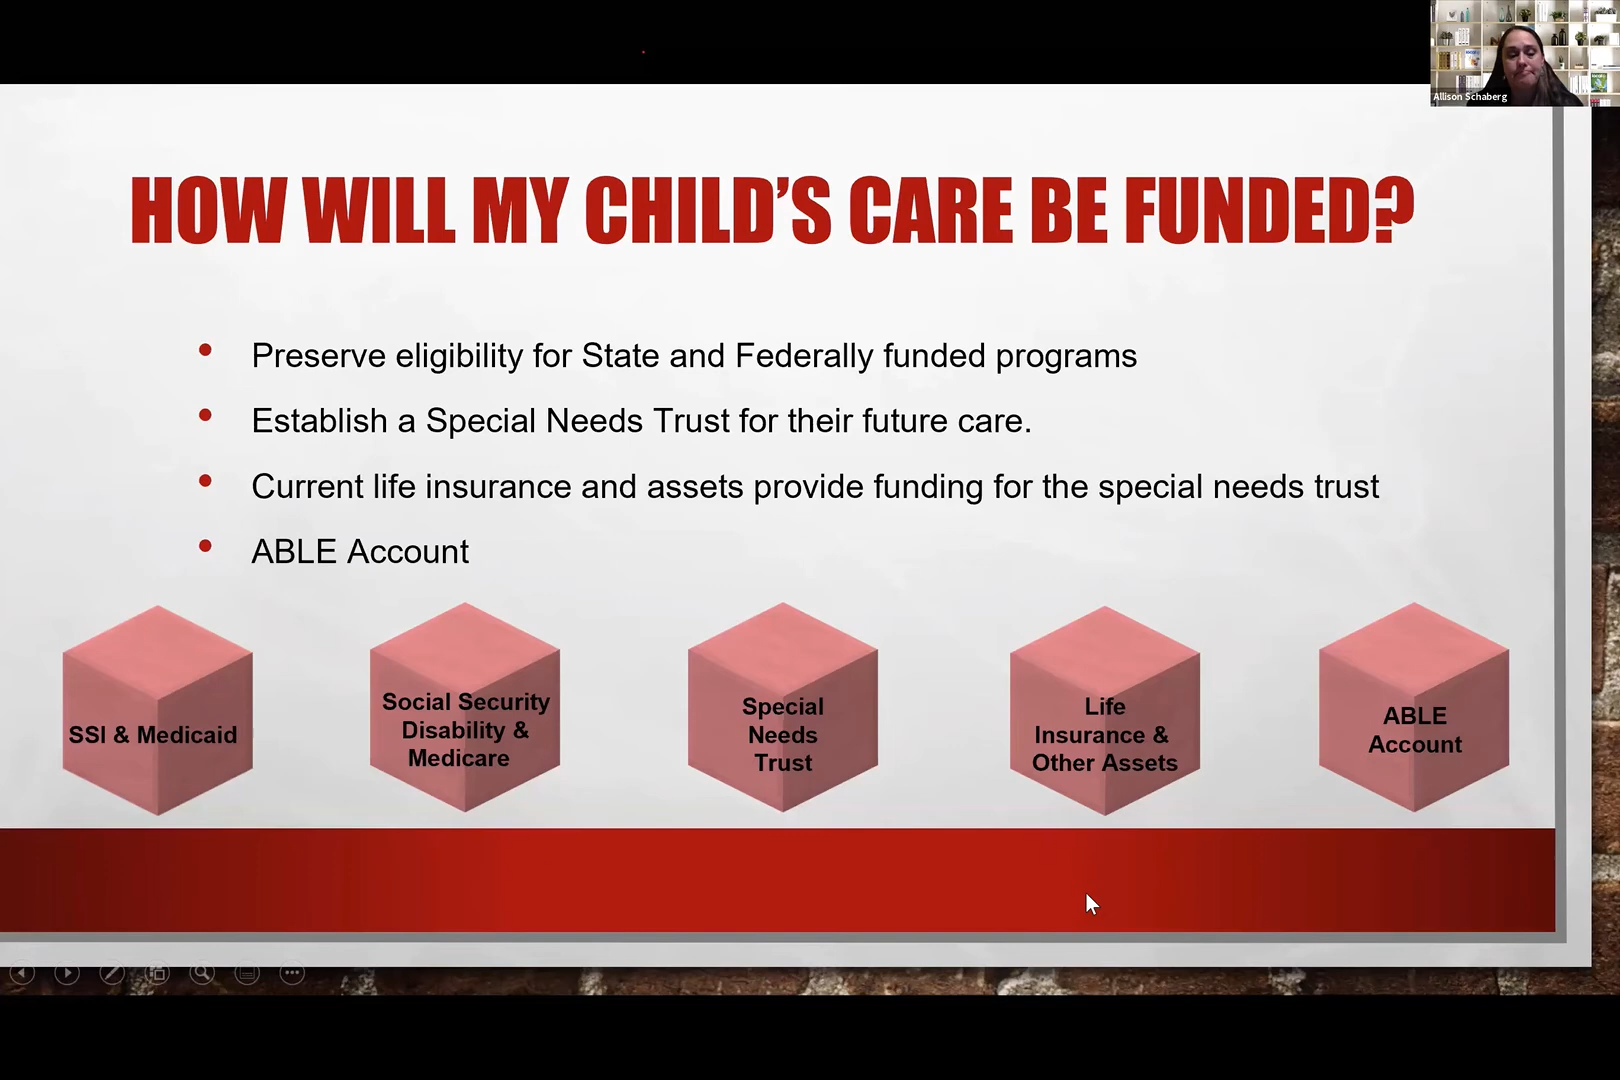 Allison Schaberg
HOW WILL MY CHILD’S CARE BE FUNDED?
• Preserve eligibility for State and Federally funded programs
• Establish a Special Needs Trust for their future care.
• Current life insurance and assets provide funding for the special needs trust
• ABLE Account
SSI & Medicaid
Social Security
Disability &
Medicare
Special
Needs
Trust
Life
Insurance &
Other Assets
ABLE
Account